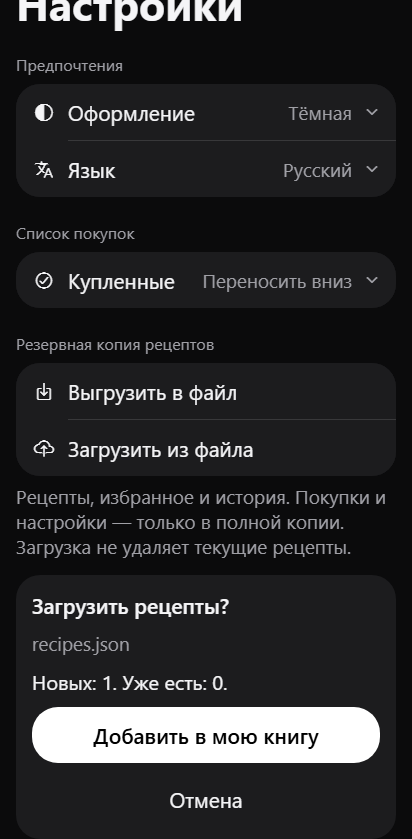 Настройки
Предпочтения
Оформление Тёмная
Язык Русский
Список покупок
Купленные Переносить вниз
Резервная копия рецептов
Выгрузить в файл
Загрузить из файла
Рецепты, избранное и история. Покупки и
настройки — только в полной копии.
Загрузка не удаляет текущие рецепты.
Загрузить рецепты?
recipes.json
Новых: 1. Уже есть: 0.
Добавить в мою книгу
Отмена